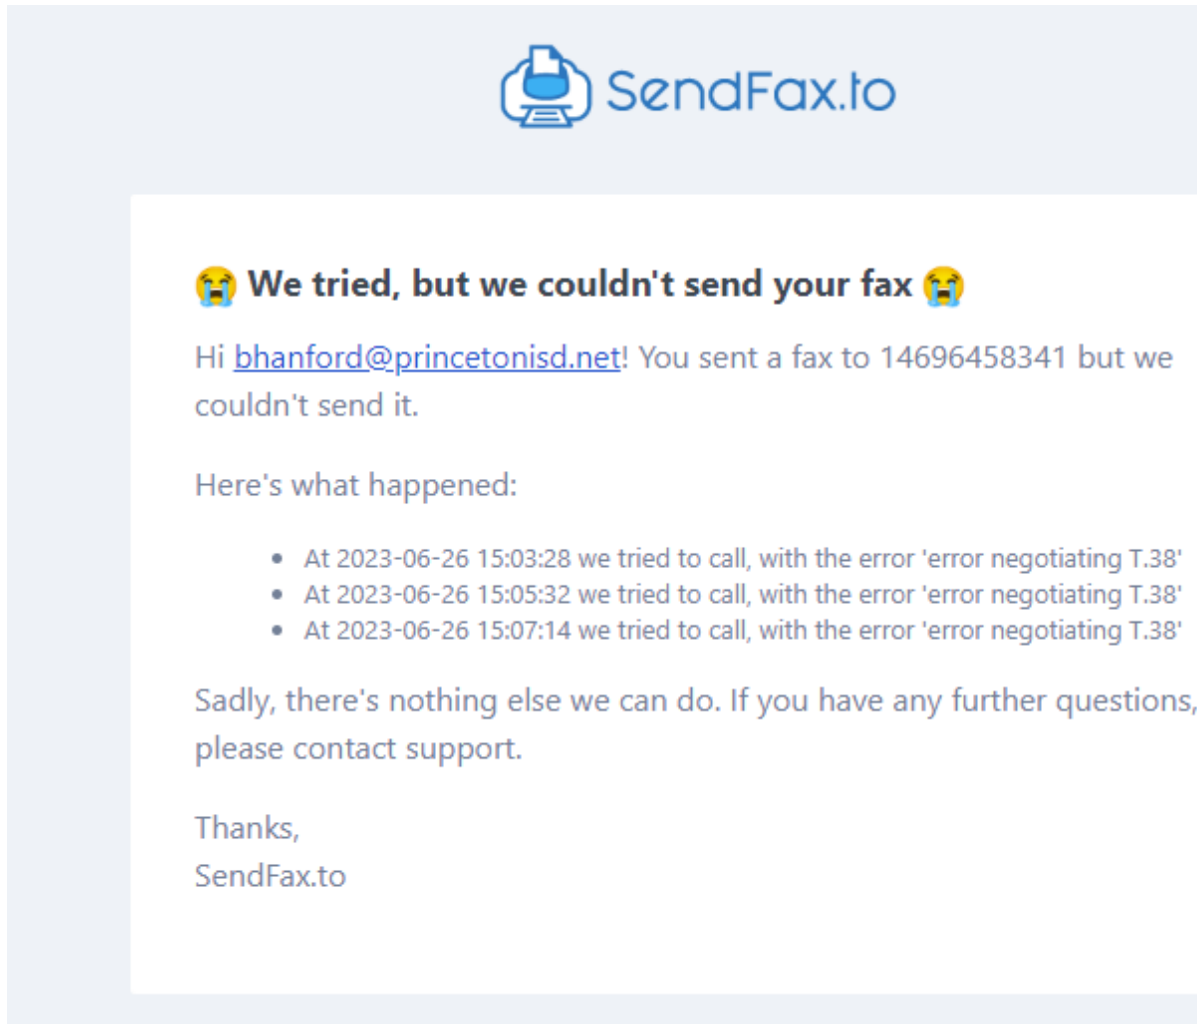 SendFax.to
😭 We tried, but we couldn't send your fax 😭
Hi bhanford@princetonisd.net! You sent a fax to 14696458341 but we
couldn't send it.
Here's what happened:
• At 2023-06-26 15:03:28 we tried to call, with the error 'error negotiating T.38'
• At 2023-06-26 15:05:32 we tried to call, with the error 'error negotiating T.38'
• At 2023-06-26 15:07:14 we tried to call, with the error 'error negotiating T.38'
Sadly, there's nothing else we can do. If you have any further questions,
please contact support.
Thanks,
SendFax.to